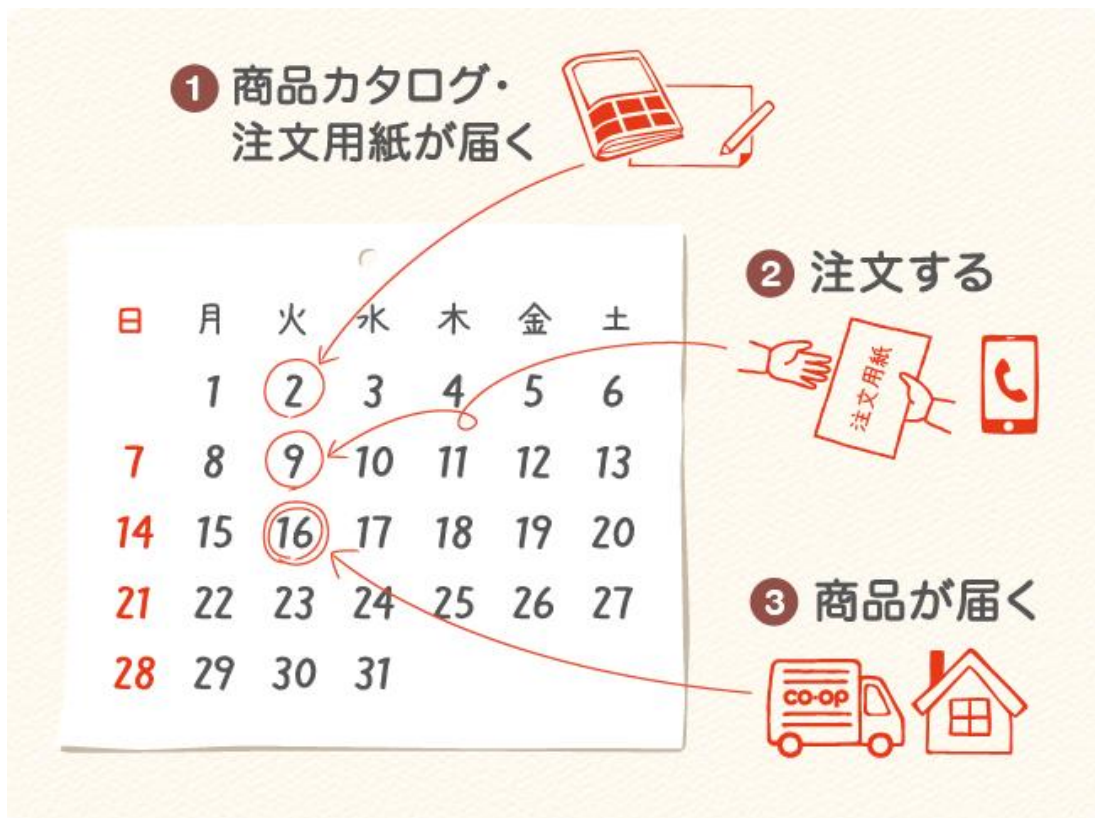 1 商品カタログ・
注文用紙が届く
2 注文する
注文用紙
3 商品が届く
co-op
日 月 火 水 木 金 土
1 2 3 4 5 6
7 8 9 10 11 12 13
14 15 16 17 18 19 20
21 22 23 24 25 26 27
28 29 30 31